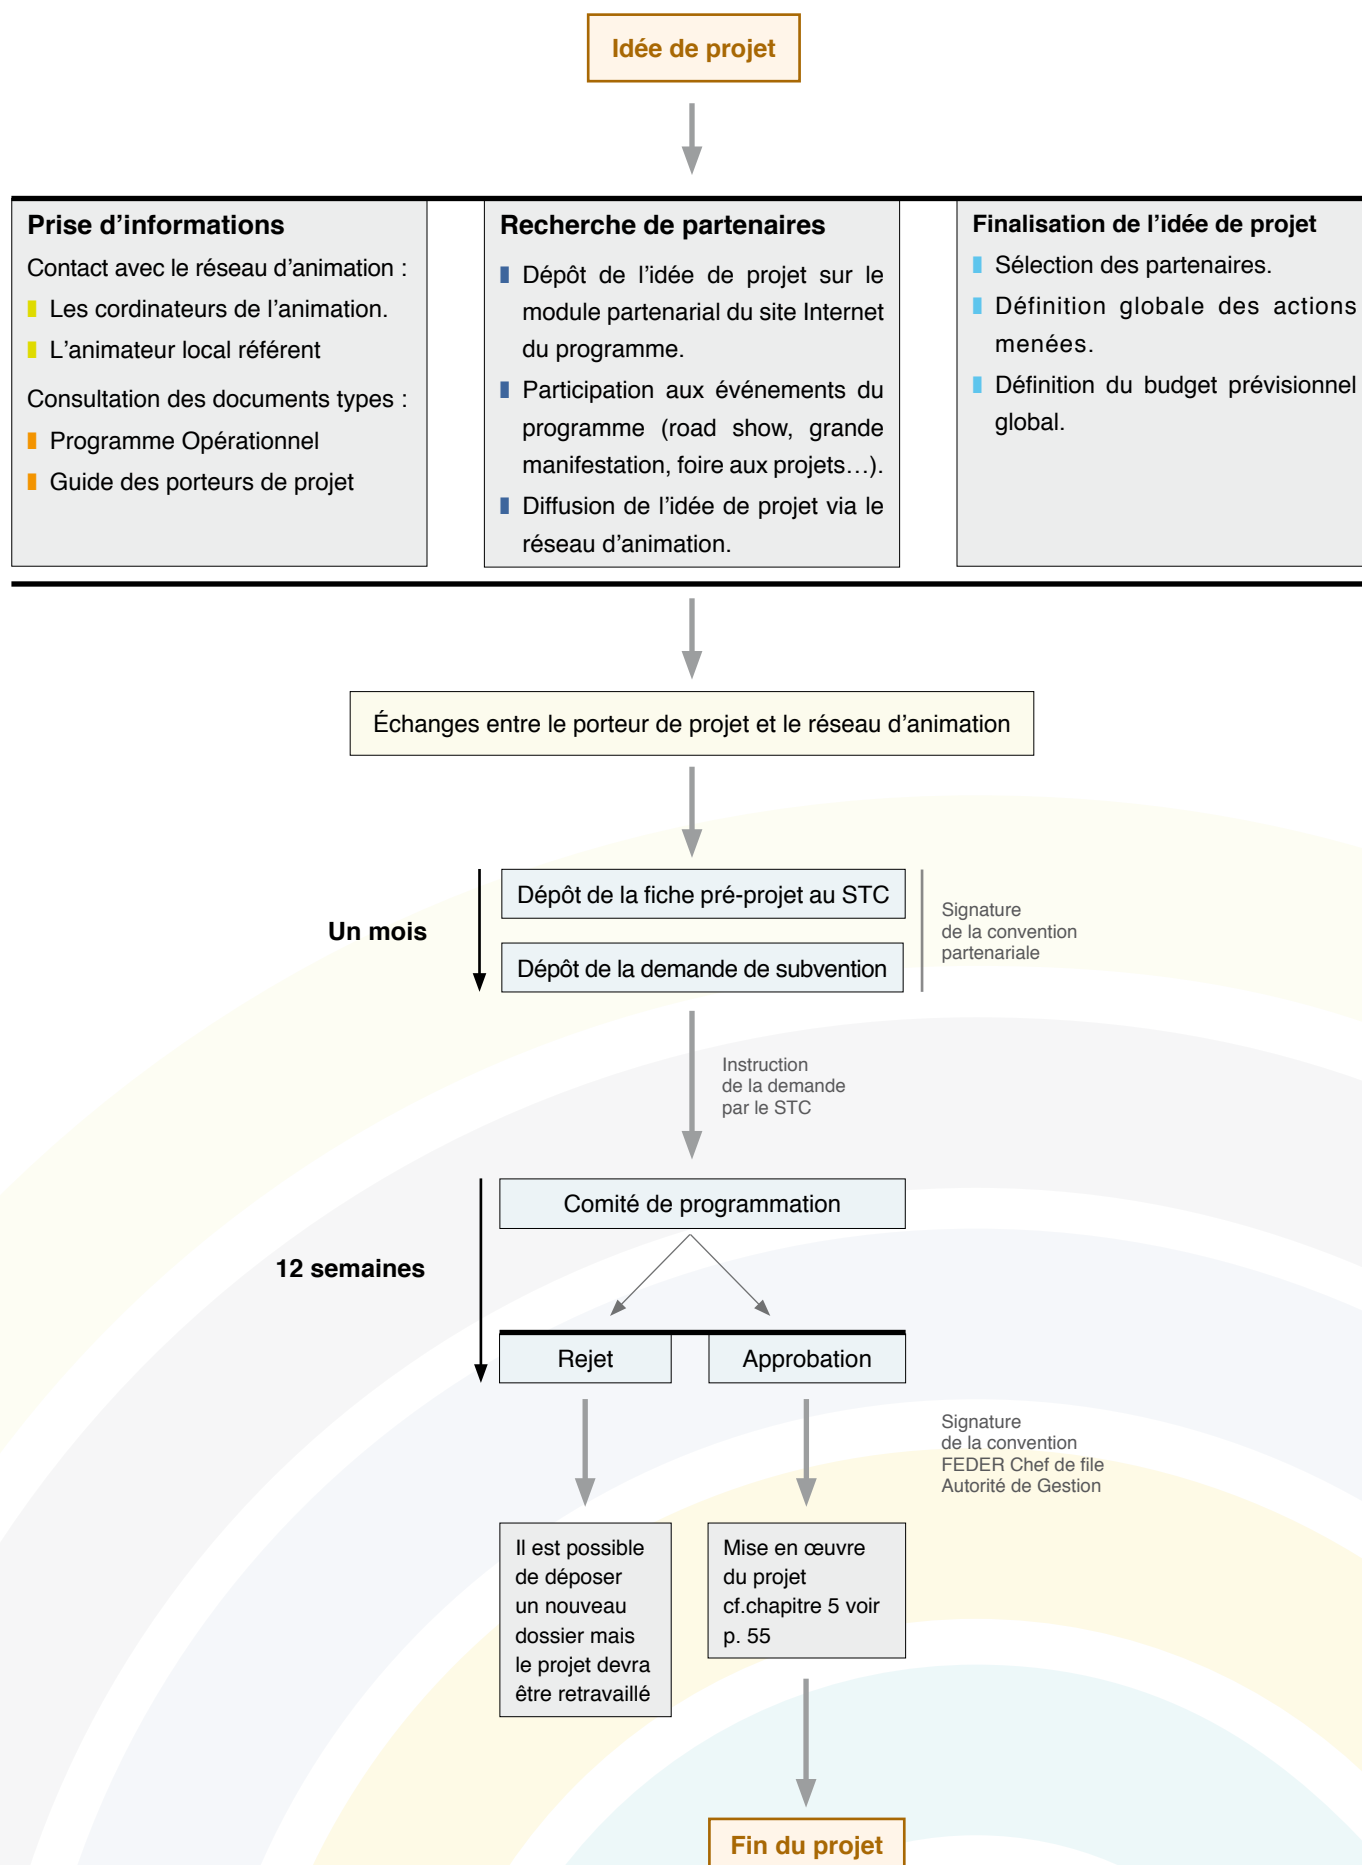 Idée de projet
Prise d'informations
Contact avec le réseau d'animation :
Les cordinateurs de l'animation.
L'animateur local référent
Consultation des documents types :
Programme Opérationnel
Guide des porteurs de projet
Recherche de partenaires
Dépôt de l'idée de projet sur le
module partenarial du site Internet
du programme.
Participation aux événements du
programme (road show, grande
manifestation, foire aux projets…).
Diffusion de l'idée de projet via le
réseau d'animation.
Finalisation de l'idée de projet
Sélection des partenaires.
Définition globale des actions
menées.
Définition du budget prévisionnel
global.
Échanges entre le porteur de projet et le réseau d'animation
Un mois
Dépôt de la fiche pré-projet au STC
Dépôt de la demande de subvention
Signature
de la convention
partenariale
Instruction
de la demande
par le STC
12 semaines
Comité de programmation
Rejet
Approbation
Signature
de la convention
FEDER Chef de file
Autorité de Gestion
Il est possible
de déposer
un nouveau
dossier mais
le projet devra
être retravaillé
Mise en œuvre
du projet
cf.chapitre 5 voir
p. 55
Fin du projet